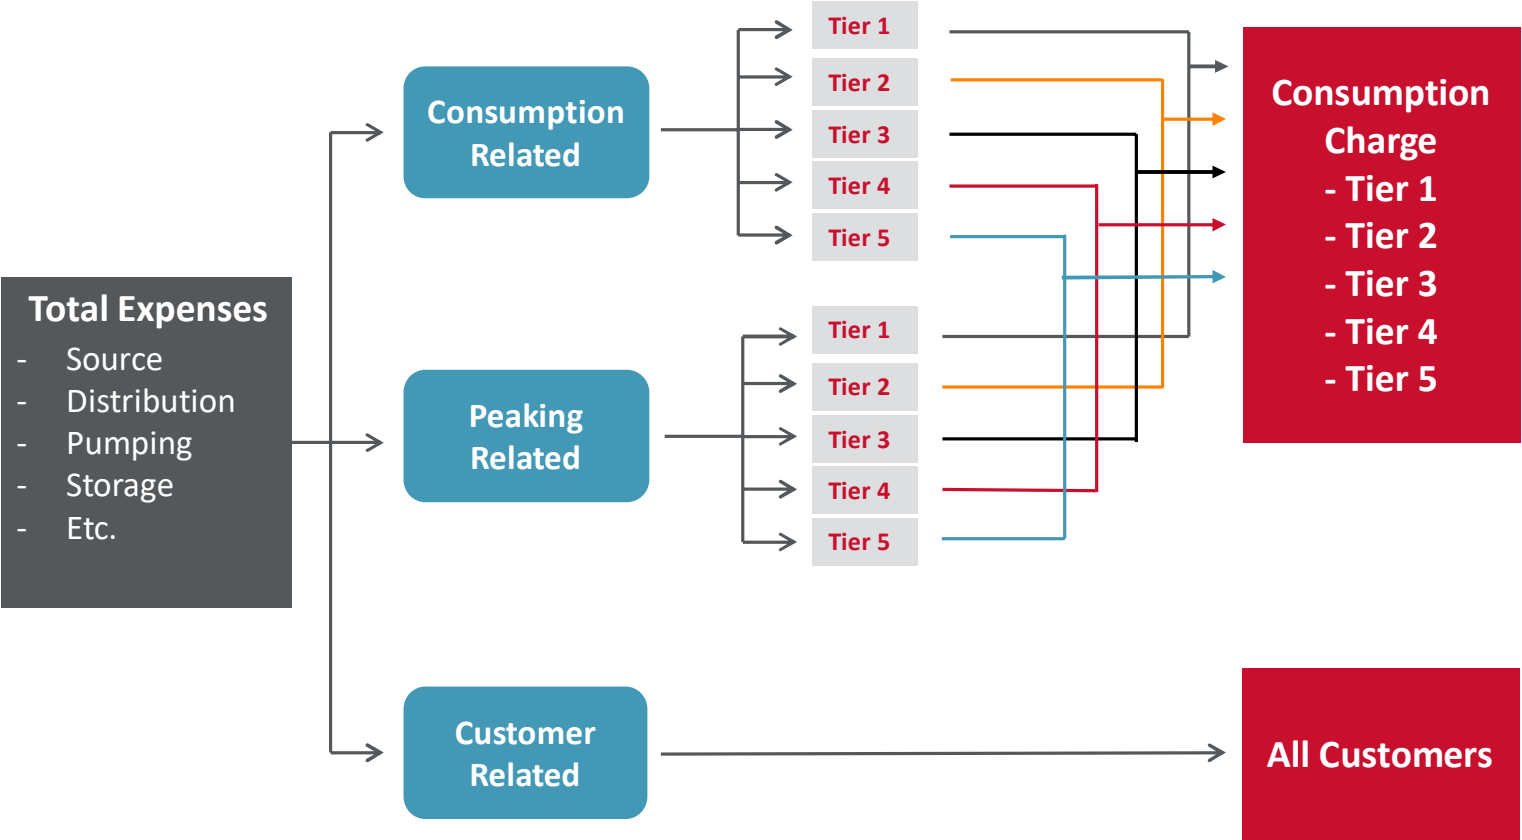 Total Expenses
- Source
- Distribution
- Pumping
- Storage
- Etc.
Consumption
Related
Tier 1
Tier 2
Tier 3
Tier 4
Tier 5
Peaking
Related
Tier 1
Tier 2
Tier 3
Tier 4
Tier 5
Customer
Related
Consumption
Charge
- Tier 1
- Tier 2
- Tier 3
- Tier 4
- Tier 5
All Customers